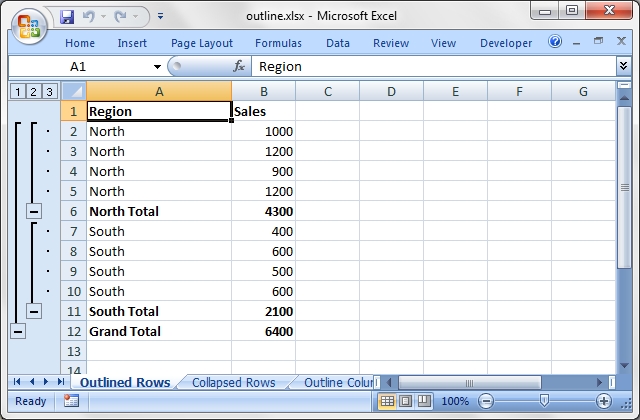 outline.xlsx - Microsoft Excel
Home Insert Page Layout Formulas Data Review View Developer
A1 fx Region
1 2 3 A B C D E F G
1 Region Sales
2 North 1000
3 North 1200
4 North 900
5 North 1200
6 North Total 4300
7 South 400
8 South 600
9 South 500
10 South 600
11 South Total 2100
12 Grand Total 6400
13
14
Outlined Rows Collapsed Rows Outline Colun
Ready 100%